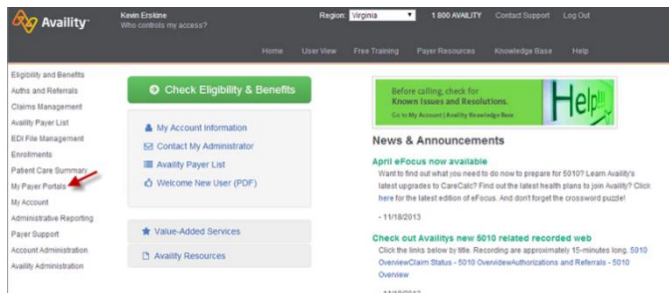 Availity
Kevin Erskine
Who controls my access?
Region: Virginia
1 800 AVAILITY
Contact Support
Log Out
Home
User View
Free Training
Payer Resources
Knowledge Base
Help
Eligibility and Benefits
Auths and Referrals
Claims Management
Availity Payer List
EDI File Management
Enrollments
Patient Care Summary
My Payer Portals
My Account
Administrative Reporting
Payer Support
Account Administration
Availity Administration
Check Eligibility & Benefits
My Account Information
Contact My Administrator
Availity Payer List
Welcome New User (PDF)
Value-Added Services
Availity Resources
Before calling, check for
Known Issues and Resolutions.
Go to My Account | Availity Knowledge Base
Help!!!
News & Announcements
April eFocus now available
Want to find out what you need to do now to prepare for 5010? Learn Availity's
latest upgrades to CareCalc? Find out the latest health plans to join Availity? Click
here for the latest edition of eFocus. And don't forget the crossword puzzle!
- 11/18/2013
Check out Availitys new 5010 related recorded web
Click the links below by title. Recording are approximately 15-minutes long. 5010
OverviewClaim Status - 5010 OvervidewAuthorizations and Referrals - 5010
Overview
- 11/18/2013